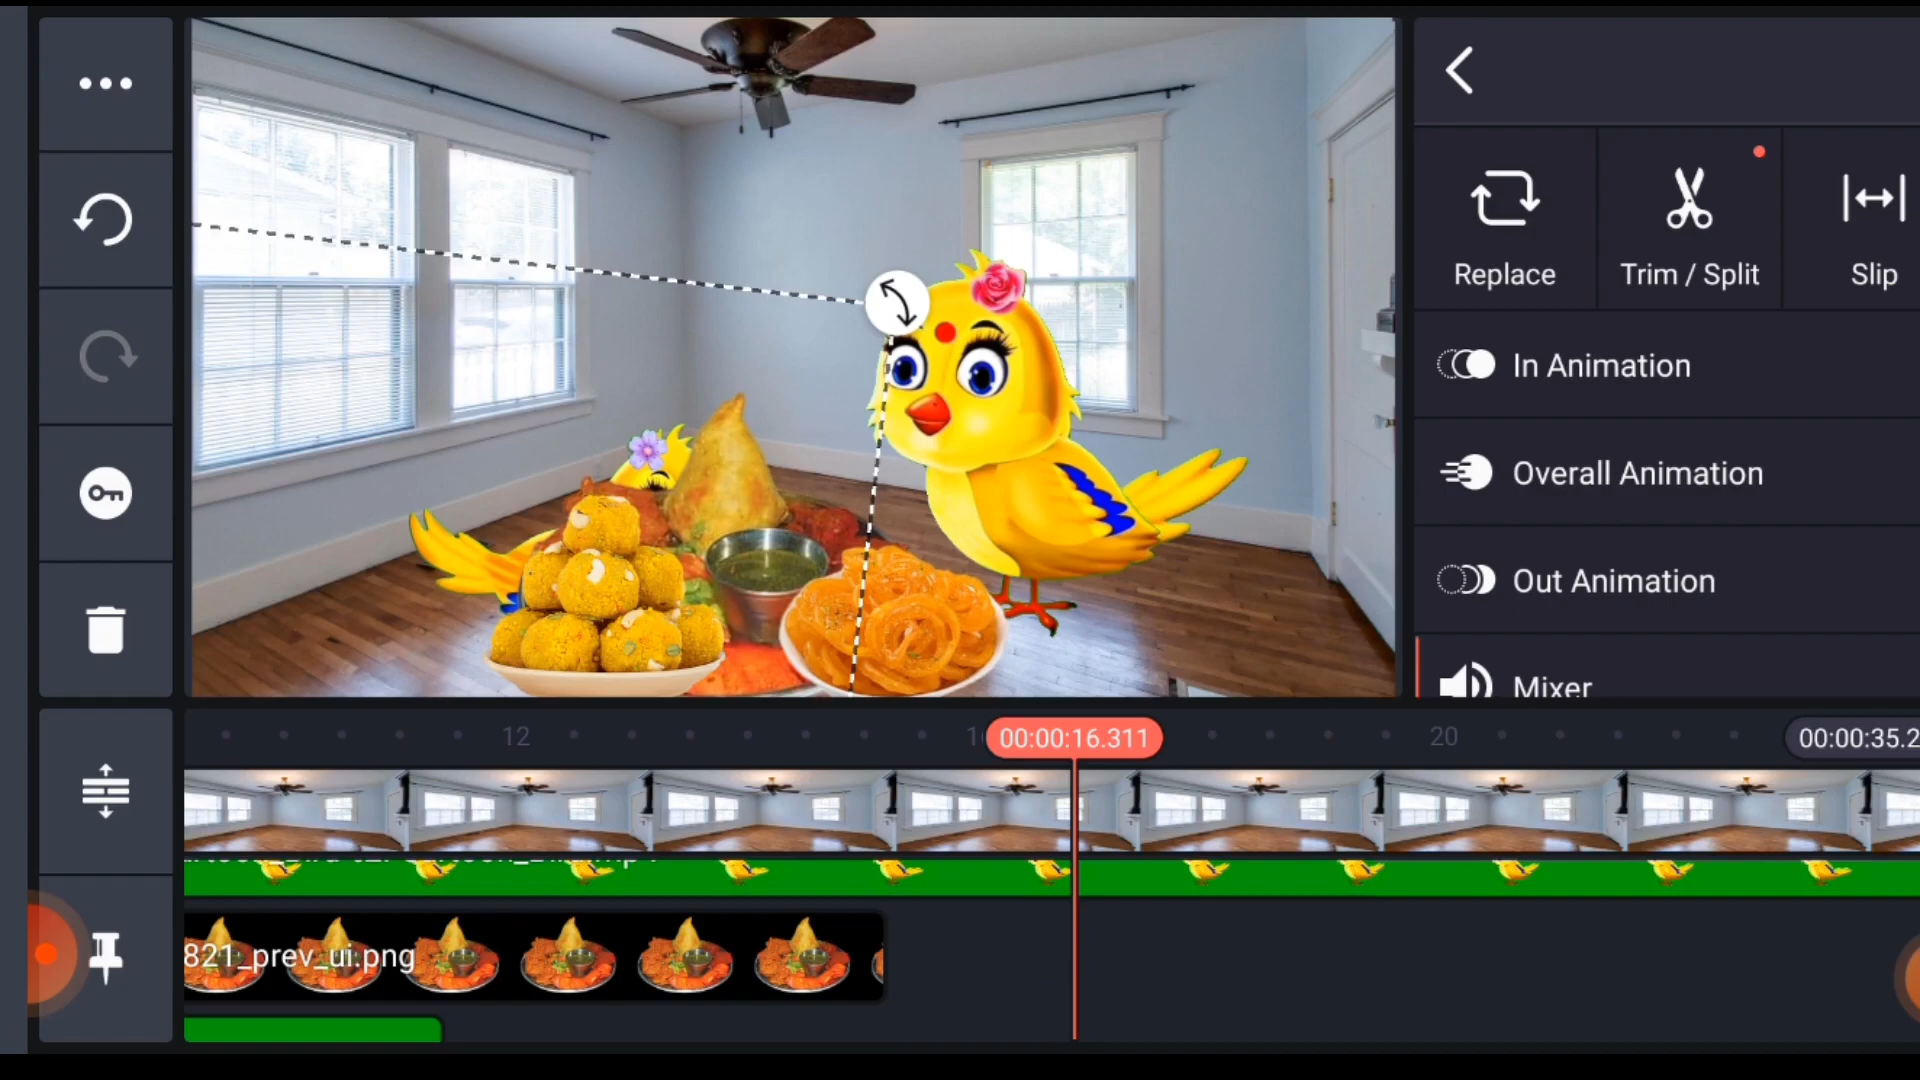 Replace
Trim / Split
Slip
In Animation
Overall Animation
Out Animation
Mixer
12
00:00:16.311
20
00:00:35.2
821_prev_ui.png